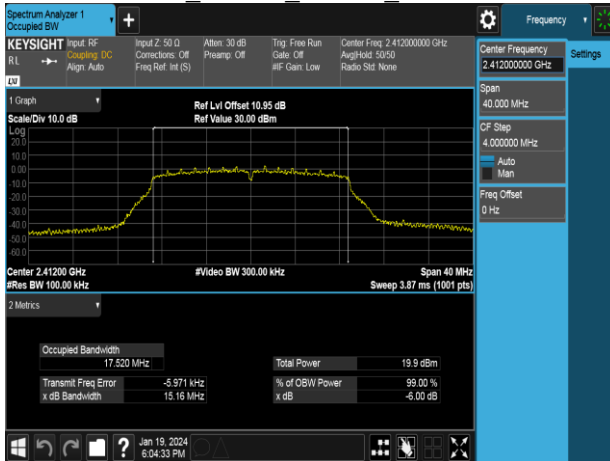 Spectrum Analyzer 1
Occupied BW
Frequency
KEYSIGHT
R L
Input: RF
Coupling: DC
Align: Auto
Input Z: 50 Ω
Corrections: Off
Freq Ref: Int (S)
Atten: 30 dB
Preamp: Off
Trig: Free Run
Gate: Off
#IF Gain: Low
Center Freq: 2.412000000 GHz
Avg|Hold: 50/50
Radio Std: None
LXI
Center Frequency
2.412000000 GHz
Settings
Span
40.000 MHz
CF Step
4.000000 MHz
Auto
Man
Freq Offset
0 Hz
1 Graph
Scale/Div 10.0 dB
Ref Lvl Offset 10.95 dB
Ref Value 30.00 dBm
Log
20.0
10.0
0.00
-10.0
-20.0
-30.0
-40.0
-50.0
-60.0
Center 2.41200 GHz
#Res BW 100.00 kHz
#Video BW 300.00 kHz
Span 40 MHz
Sweep 3.87 ms (1001 pts)
2 Metrics
Occupied Bandwidth
17.520 MHz
Total Power 19.9 dBm
Transmit Freq Error -5.971 kHz
% of OBW Power 99.00 %
x dB Bandwidth 15.16 MHz
x dB -6.00 dB
?
Jan 19, 2024
6:04:33 PM